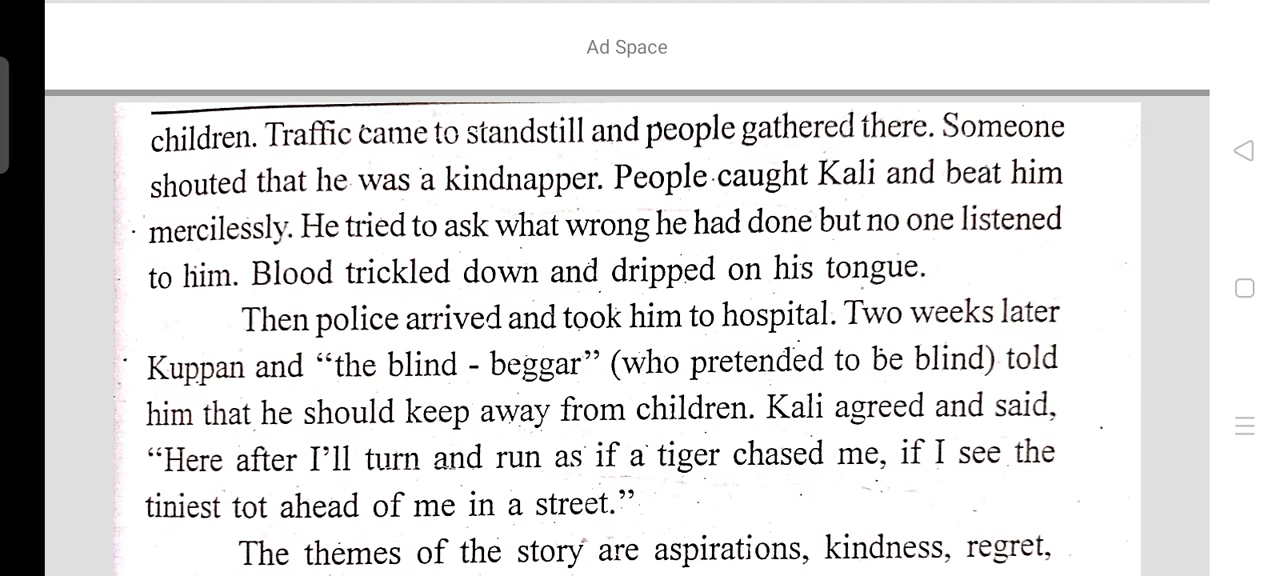 Ad Space
children. Traffic came to standstill and people gathered there. Someone
shouted that he was a kindnapper. People caught Kali and beat him
mercilessly. He tried to ask what wrong he had done but no one listened
to him. Blood trickled down and dripped on his tongue.
Then police arrived and took him to hospital. Two weeks later
Kuppan and “the blind - beggar” (who pretended to be blind) told
him that he should keep away from children. Kali agreed and said,
“Here after I’ll turn and run as if a tiger chased me, if I see the
tiniest tot ahead of me in a street.”
The themes of the story are aspirations, kindness, regret,